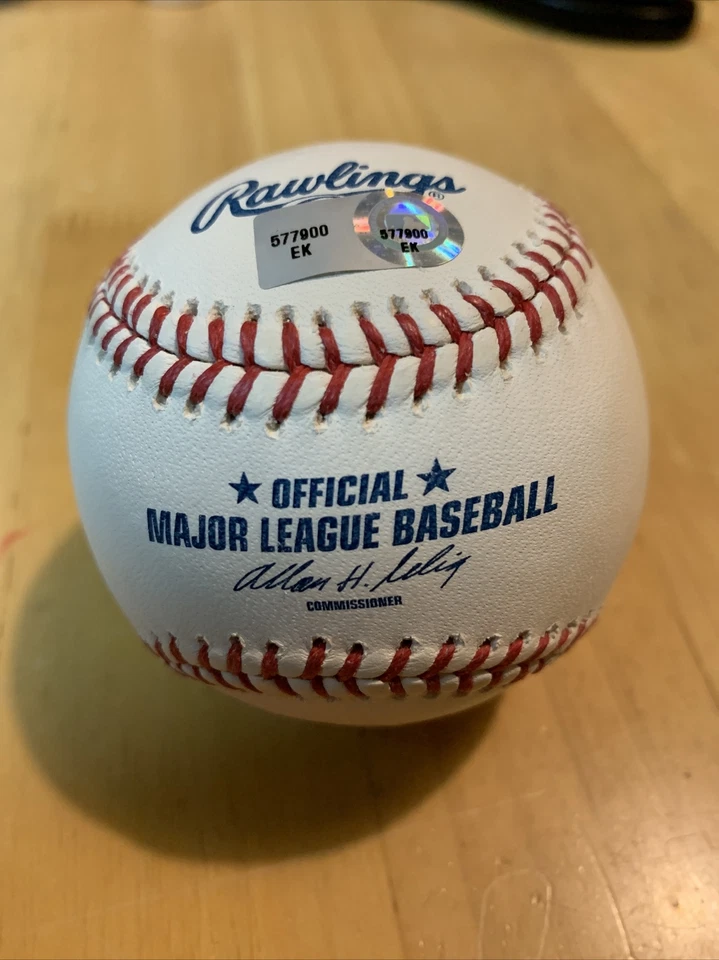 Rawlings®
577900
EK
577900
EK
★ OFFICIAL ★
MAJOR LEAGUE BASEBALL
Allan H. Selig
COMMISSIONER